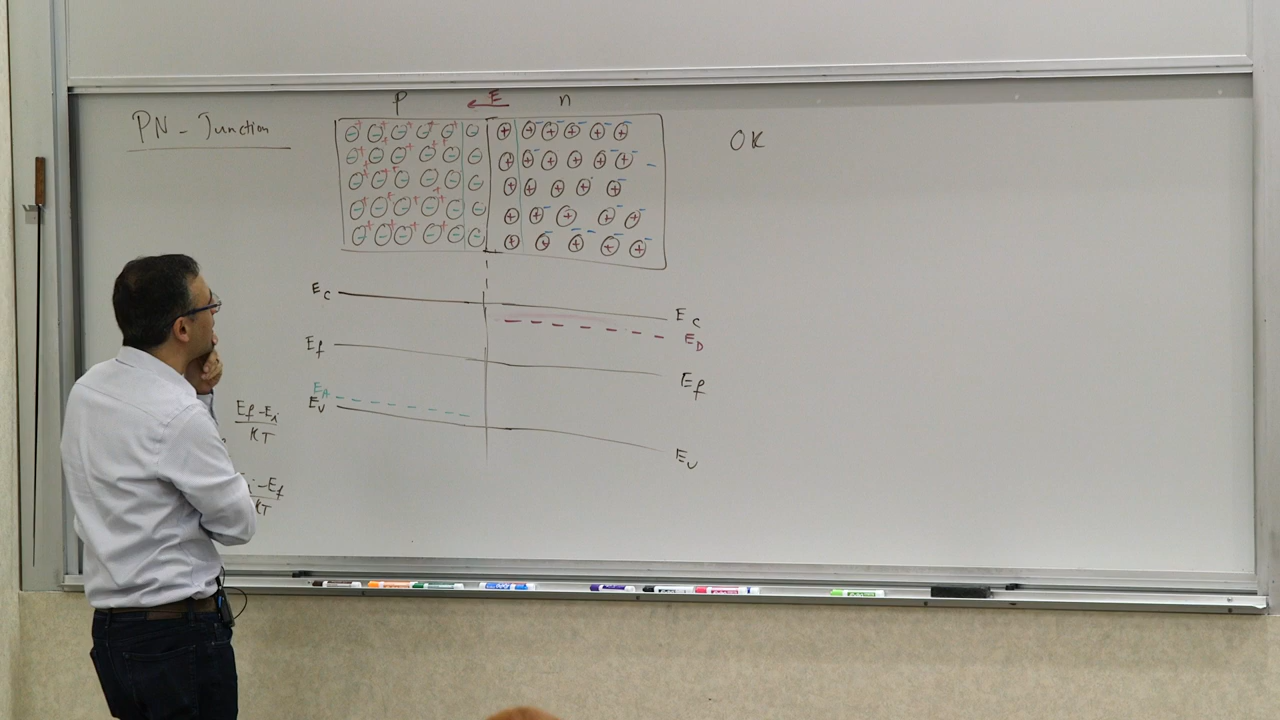 PN - Junction
P E n
OK
Ec
Ec
ED
Ef
Ef
EA
Ev
Ev
Ef-Ei
KT
i-Ef
KT